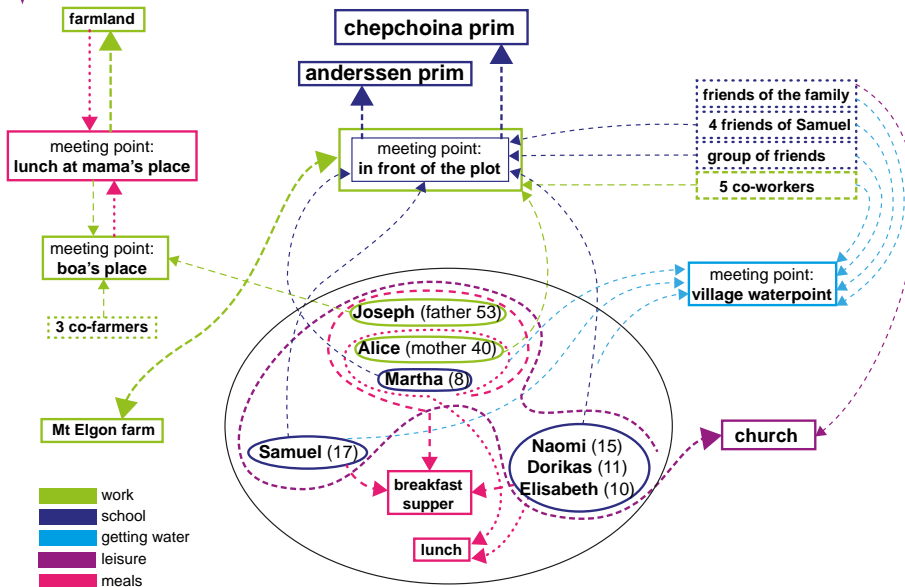 farmland
chepchoina prim
anderssen prim
friends of the family
4 friends of Samuel
group of friends
5 co-workers
meeting point:
lunch at mama's place
meeting point:
in front of the plot
meeting point:
boa's place
meeting point:
village waterpoint
3 co-farmers
Joseph (father 53)
Alice (mother 40)
Martha (8)
Mt Elgon farm
Samuel (17)
Naomi (15)
Dorikas (11)
Elisabeth (10)
church
breakfast
supper
lunch
work
school
getting water
leisure
meals